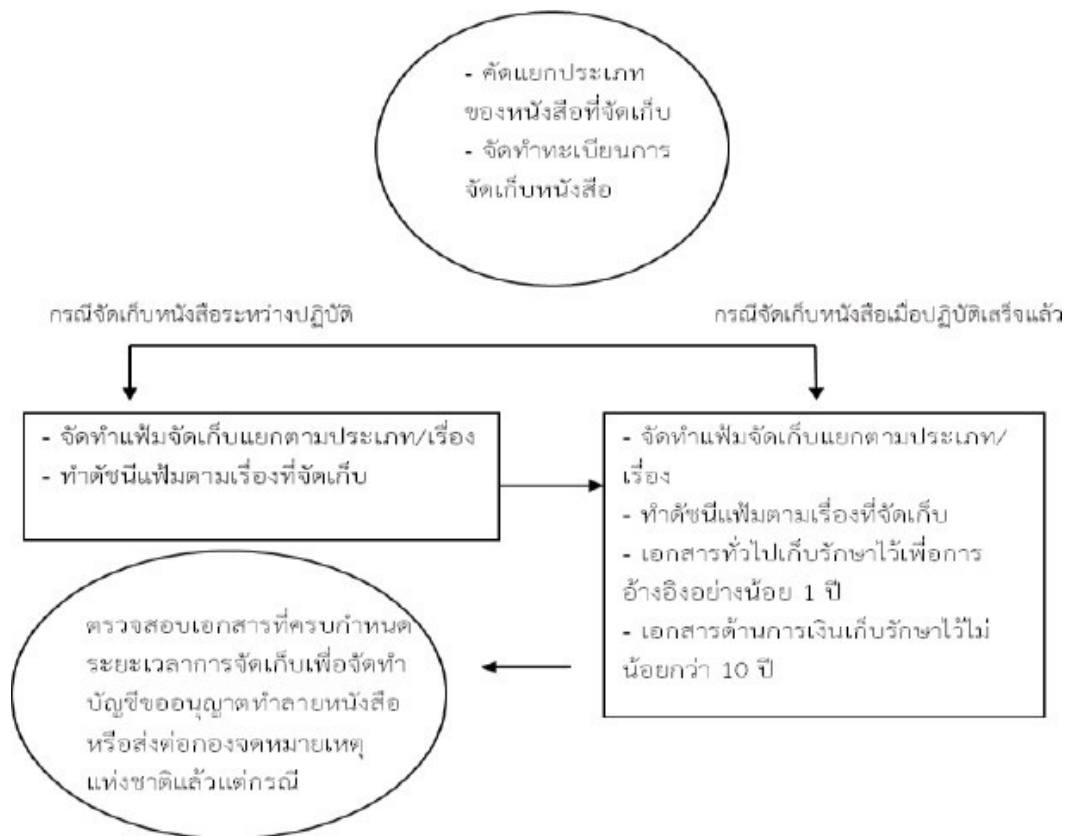 - คัดแยกประเภท
ของหนังสือที่จัดเก็บ
- จัดทำทะเบียนการ
จัดเก็บหนังสือ
กรณีจัดเก็บหนังสือระหว่างปฏิบัติ
กรณีจัดเก็บหนังสือเมื่อปฏิบัติเสร็จแล้ว
- จัดทำแฟ้มจัดเก็บแยกตามประเภท/เรื่อง
- ทำดัชนีแฟ้มตามเรื่องที่จัดเก็บ
- จัดทำแฟ้มจัดเก็บแยกตามประเภท/
เรื่อง
- ทำดัชนีแฟ้มตามเรื่องที่จัดเก็บ
- เอกสารทั่วไปเก็บรักษาไว้เพื่อการ
อ้างอิงอย่างน้อย 1 ปี
- เอกสารด้านการเงินเก็บรักษาไว้ไม่
น้อยกว่า 10 ปี
ตรวจสอบเอกสารที่ครบกำหนด
ระยะเวลาการจัดเก็บเพื่อจัดทำ
บัญชีขออนุญาตทำลายหนังสือ
หรือส่งต่อกองจดหมายเหตุ
แห่งชาติแล้วแต่กรณี